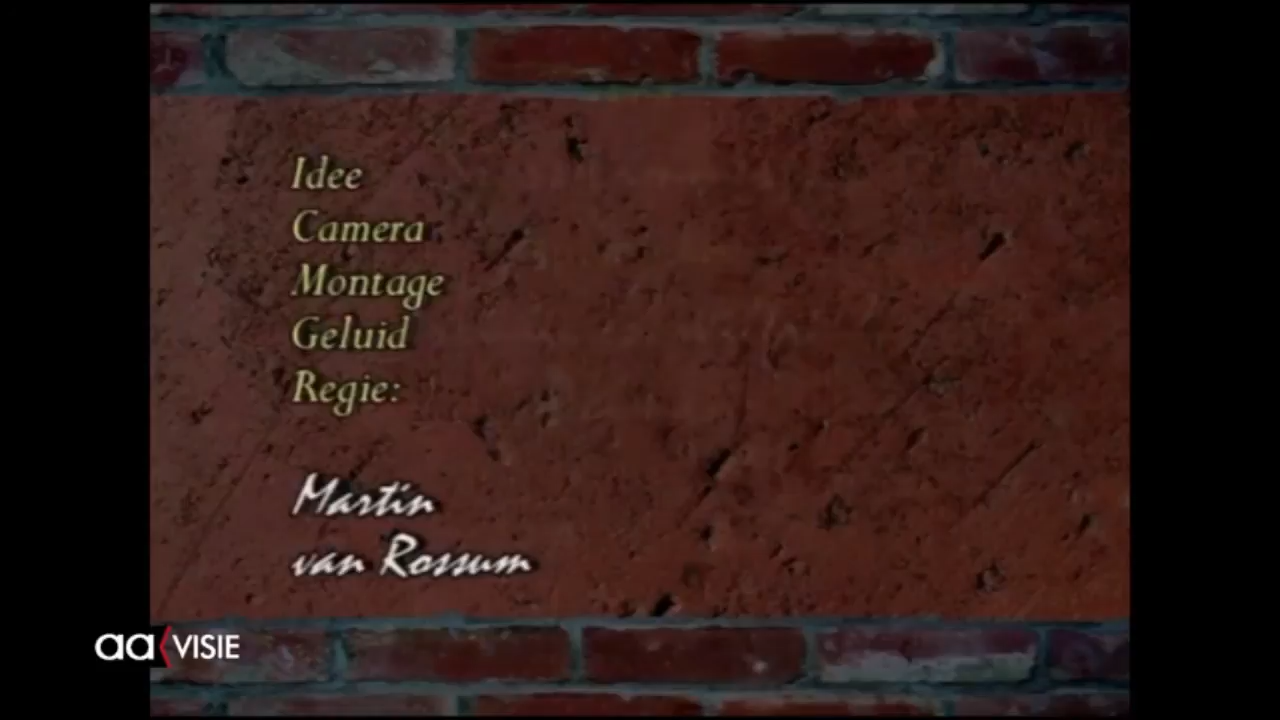 Idee
Camera
Montage
Geluid
Regie:
Martin
van Rossum
aa VISIE